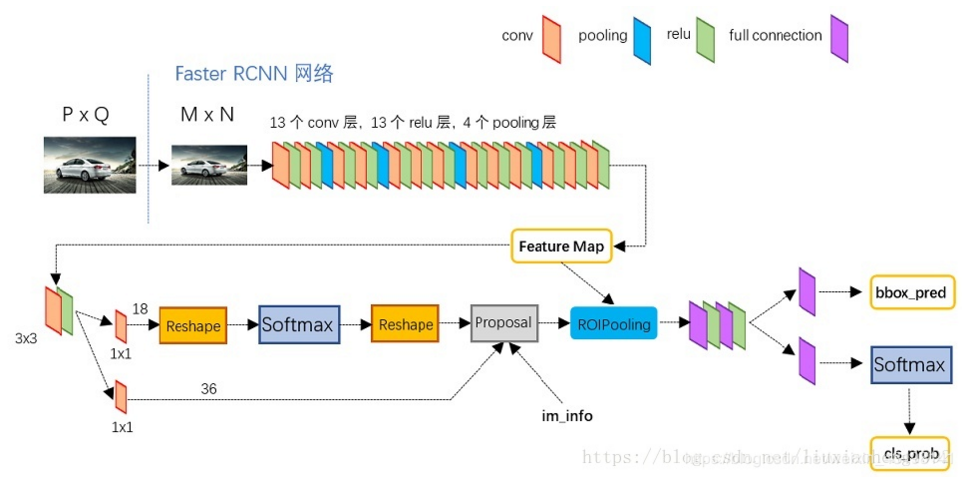 conv pooling relu full connection
Faster RCNN 网络
P x Q
M x N
13 个 conv 层，13 个 relu 层，4 个 pooling 层
Feature Map
3x3
18
1x1
Reshape
Softmax
Reshape
Proposal
ROIPooling
bbox_pred
Softmax
36
1x1
im_info
cls_prob
https://blog.csdn.net/